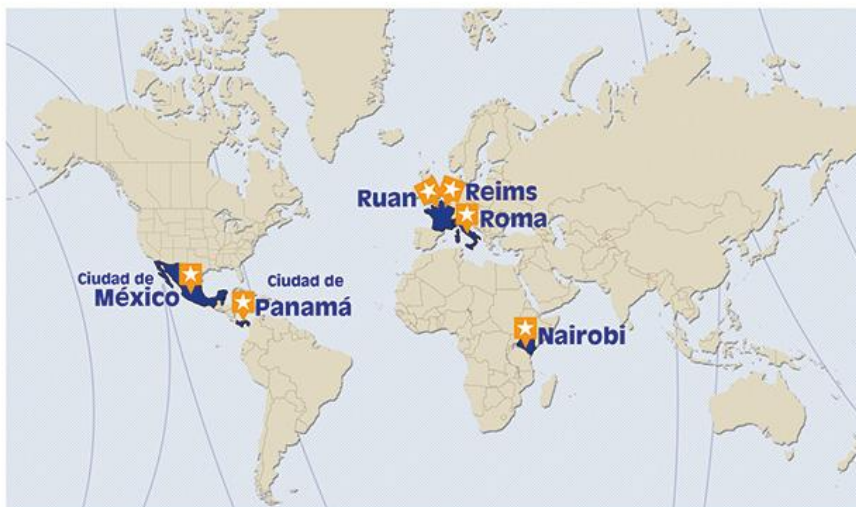 Ruan
Reims
Roma
Ciudad de
México
Ciudad de
Panamá
Nairobi